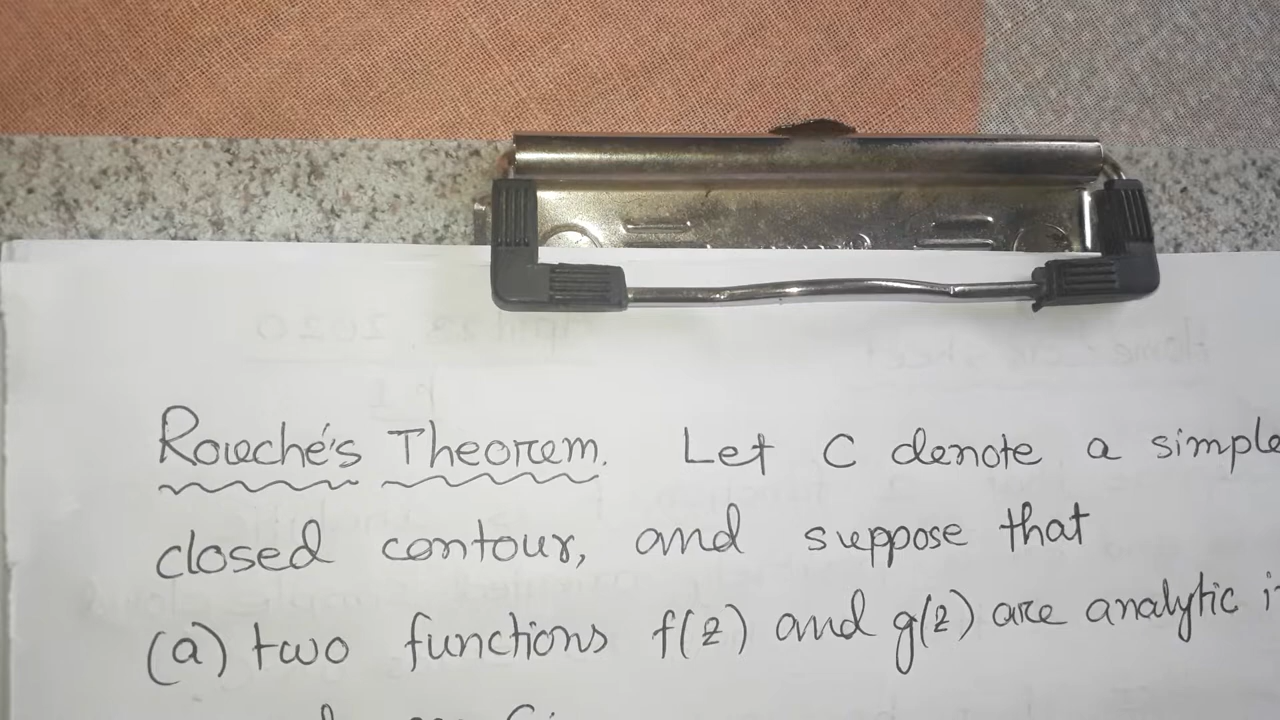 Rouché's Theorem. Let C denote a simple
closed contour, and suppose that
(a) two functions f(z) and g(z) are analytic